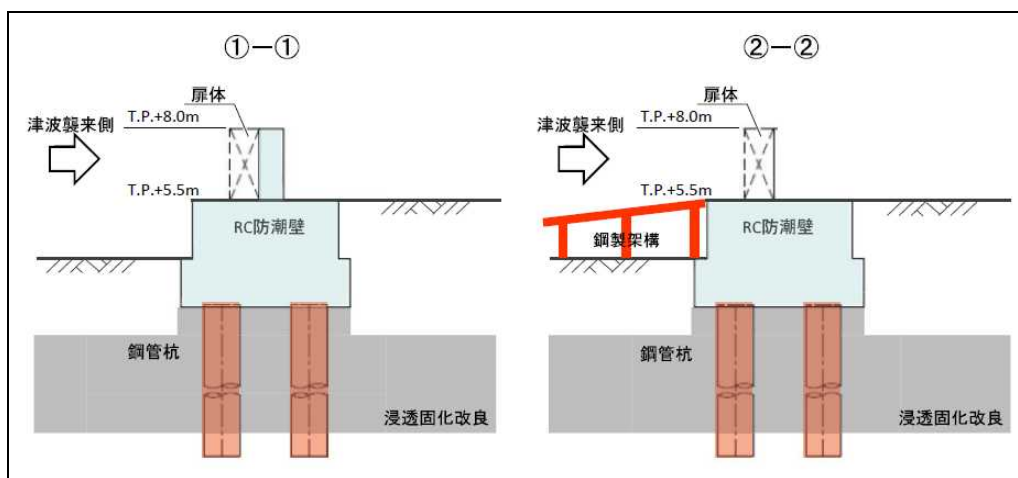 ①－①
扉体
T.P.+8.0m
津波襲来側
T.P.+5.5m
RC防潮壁
鋼管杭
浸透固化改良
②－②
扉体
T.P.+8.0m
津波襲来側
T.P.+5.5m
RC防潮壁
鋼製架構
鋼管杭
浸透固化改良